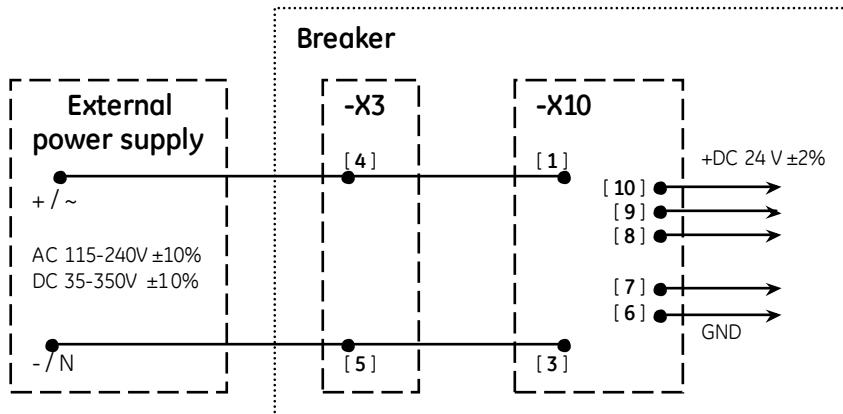 Breaker
External
power supply
-X3
-X10
[4]
[1]
+DC 24 V ±2%
[10]
+ / ~
[9]
[8]
AC 115-240V ±10%
DC 35-350V ±10%
[7]
[6]
GND
- / N
[5]
[3]